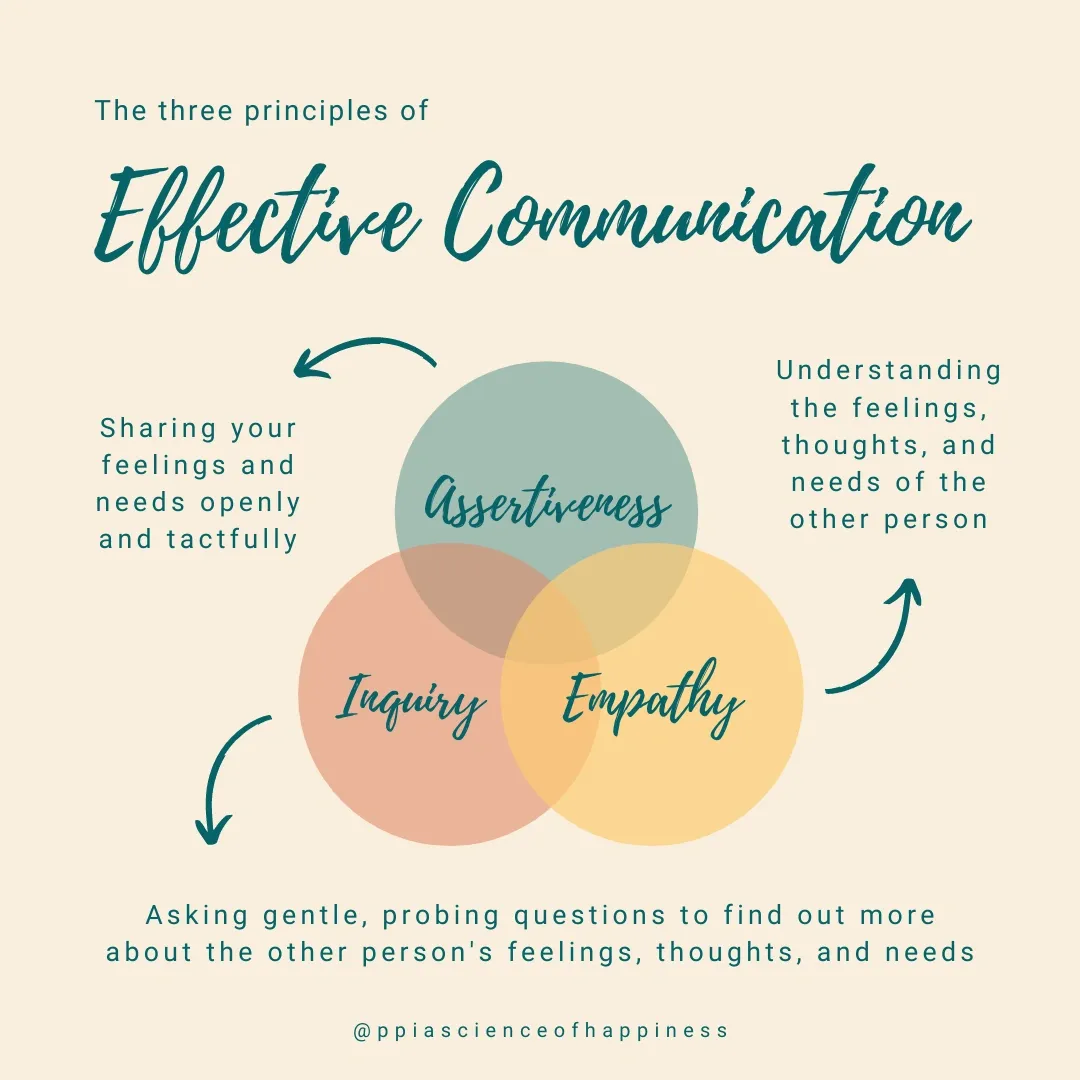 The three principles of
Effective Communication
Sharing your
feelings and
needs openly
and tactfully
Understanding
the feelings,
thoughts, and
needs of the
other person
Assertiveness
Inquiry
Empathy
Asking gentle, probing questions to find out more
about the other person's feelings, thoughts, and needs
@ppiascienceofhappiness